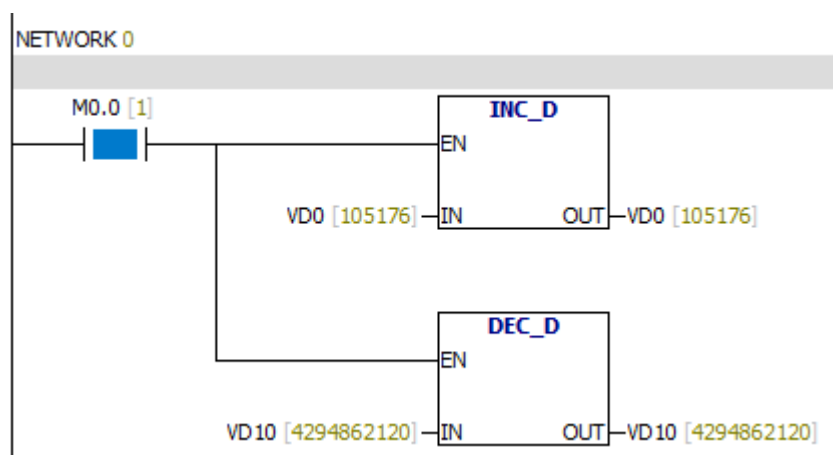 NETWORK 0
M0.0 [1]
INC_D
EN
VD0 [105176] IN OUT VD0 [105176]
DEC_D
EN
VD10 [4294862120] IN OUT VD10 [4294862120]